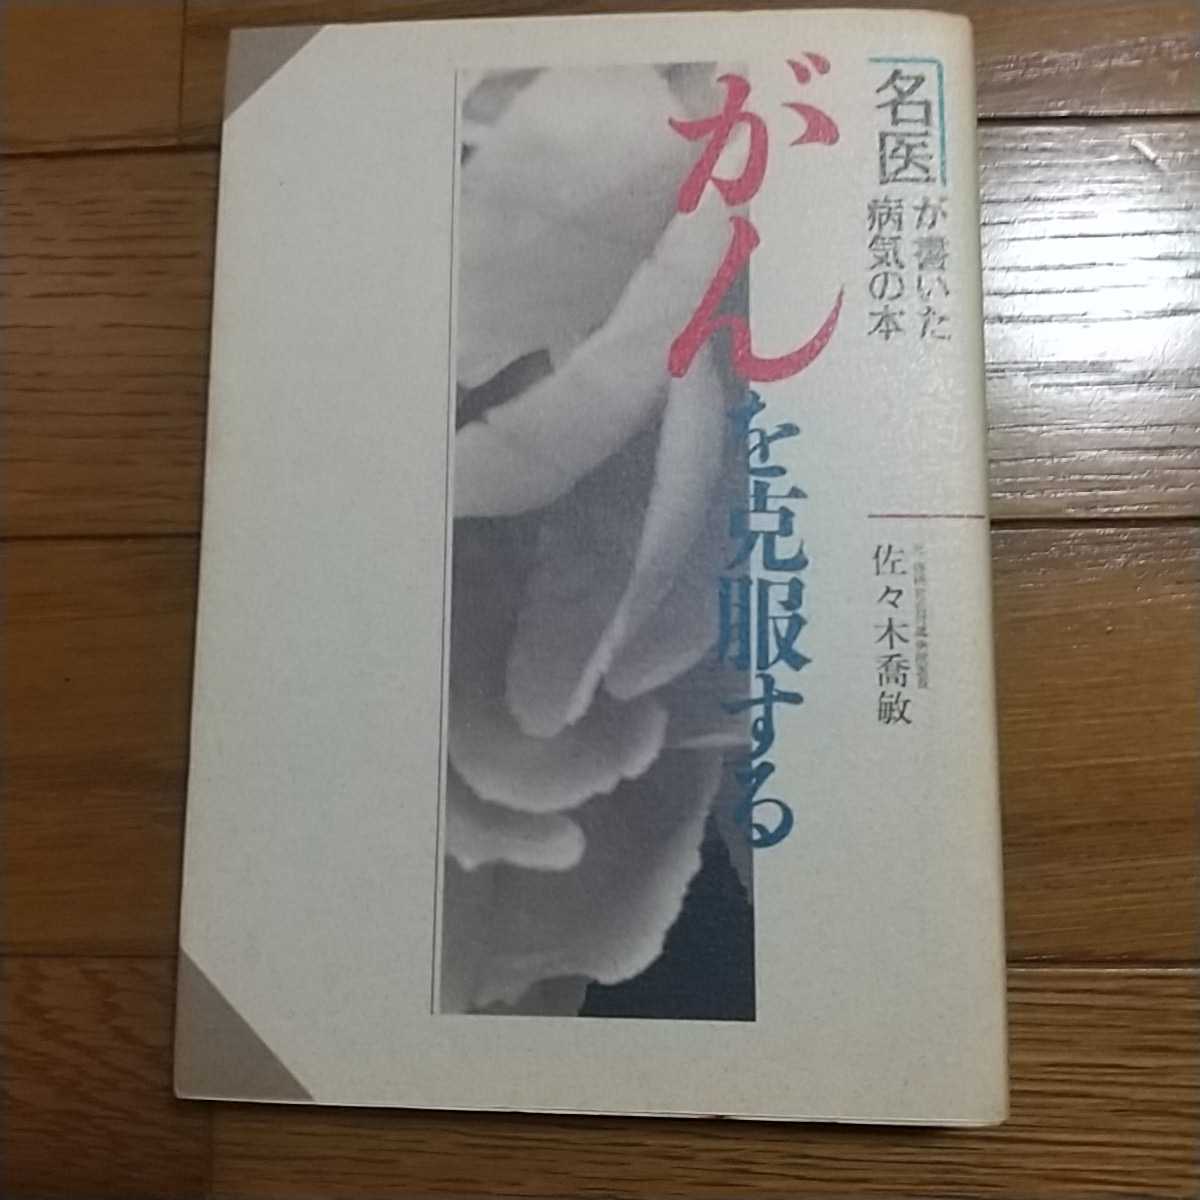 名医
が書いた
病気の本
がん
を克服する
佐々木喬敏